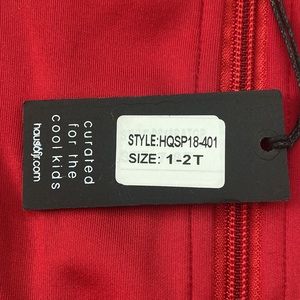 curated
for the
cool kids
hausofjr.com
STYLE:HQSP18-401
SIZE: 1-2T